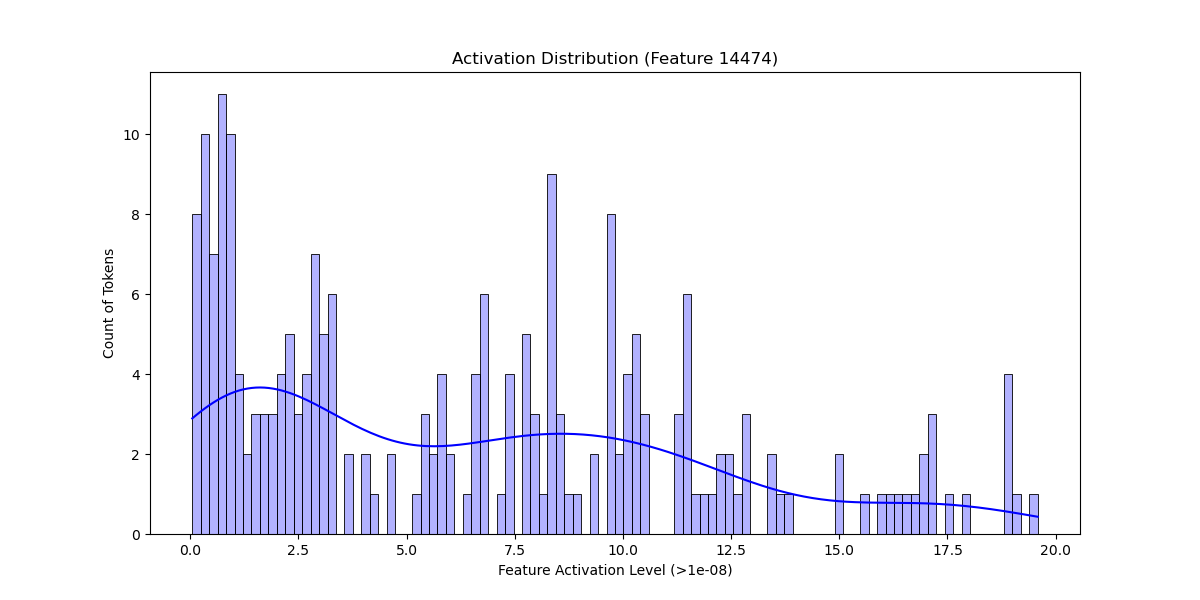 Activation Distribution (Feature 14474)
Count of Tokens
10
8
6
4
2
0
0.0 2.5 5.0 7.5 10.0 12.5 15.0 17.5 20.0
Feature Activation Level (>1e-08)